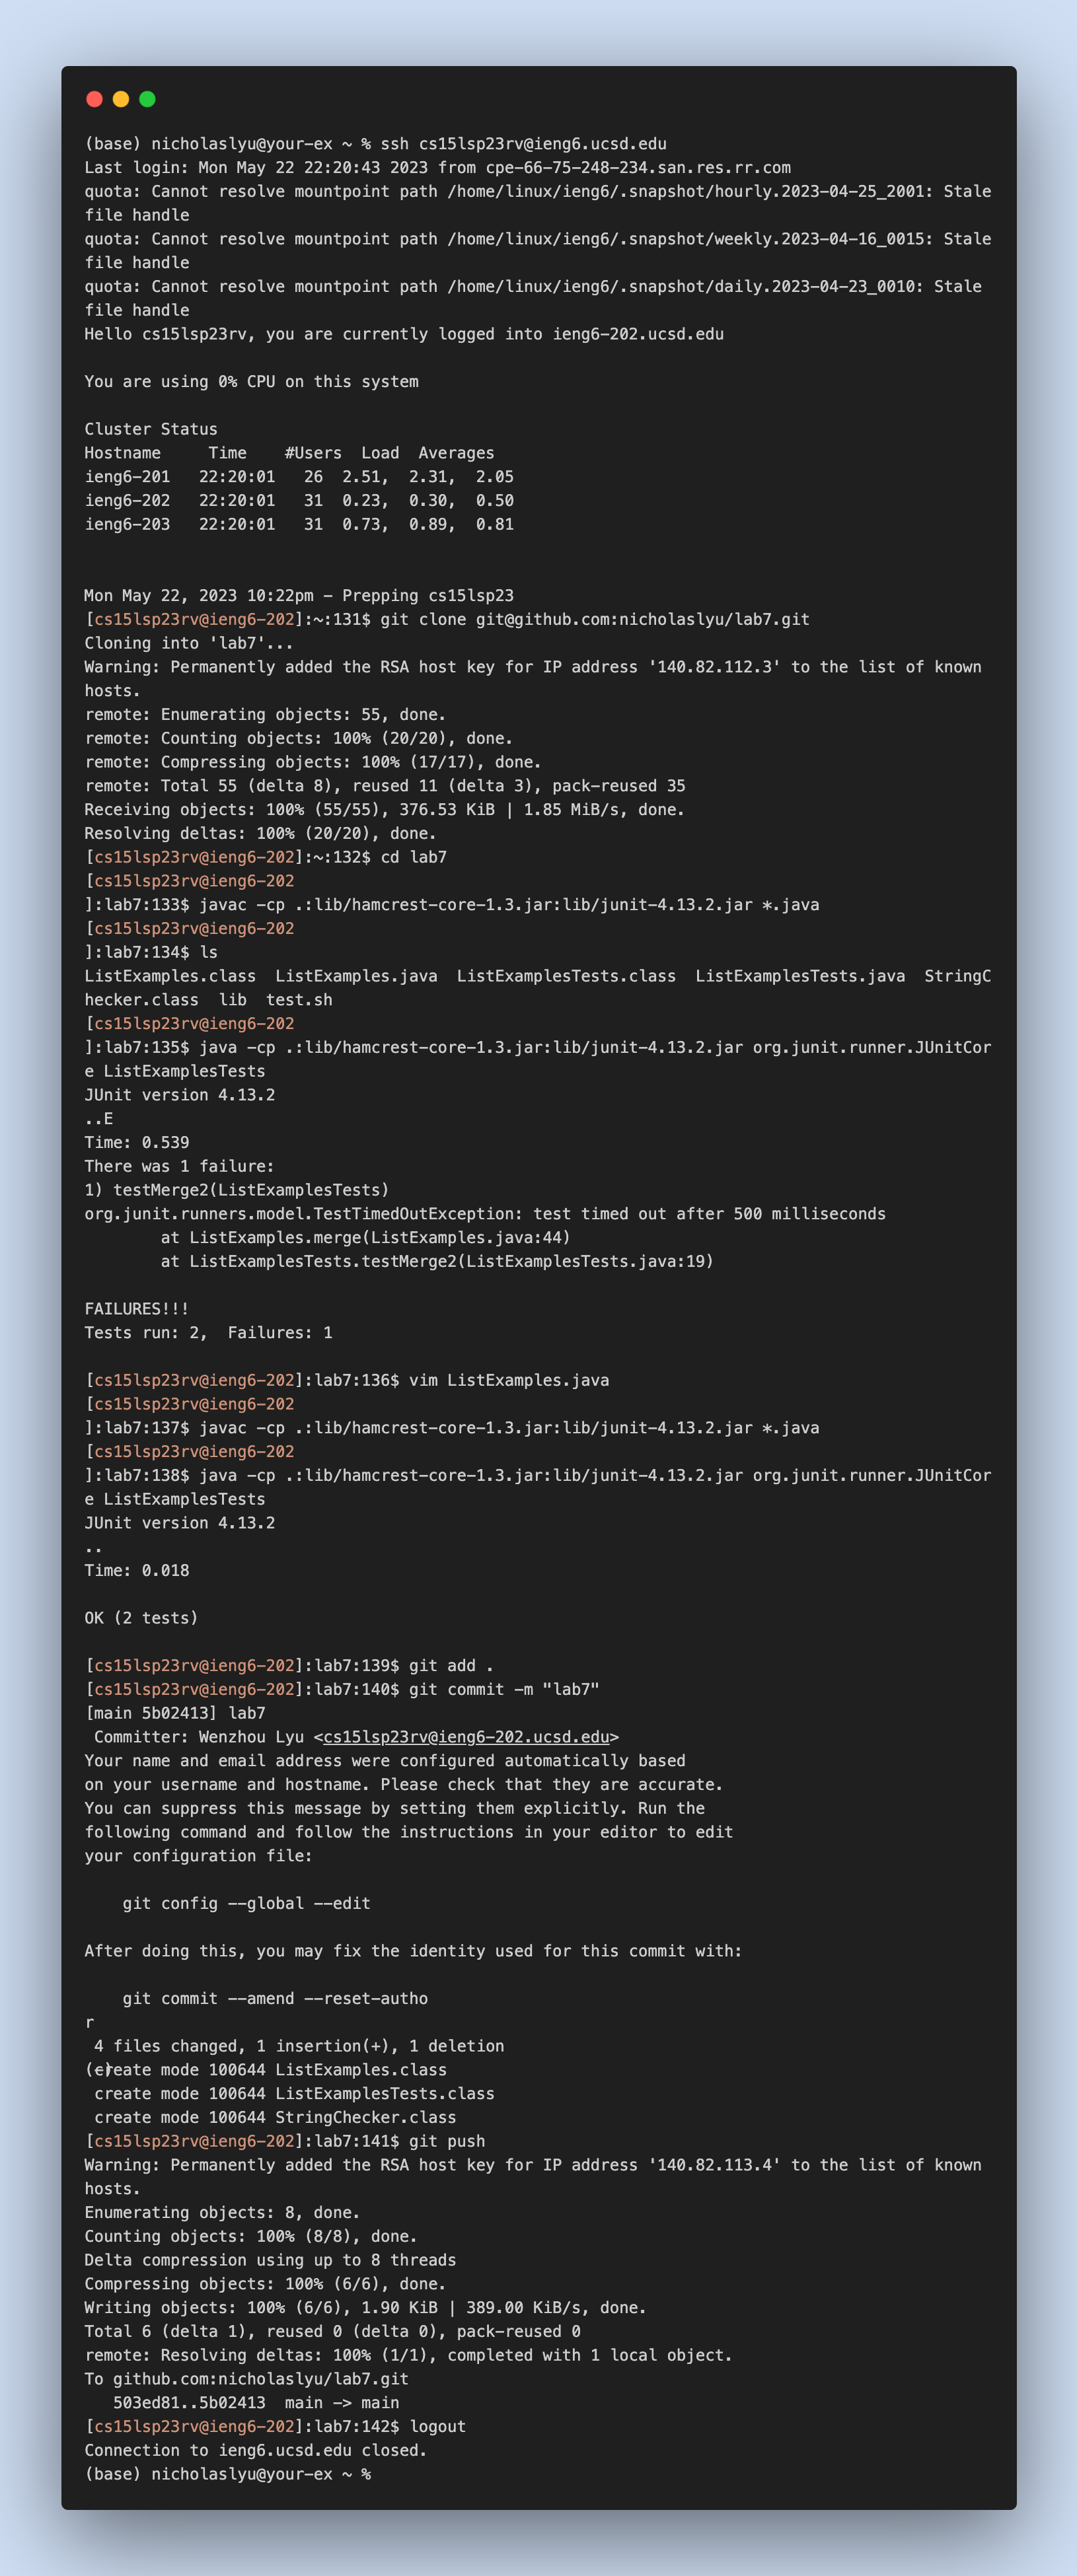 (base) nicholaslyu@your-ex ~ % ssh cs15lsp23rv@ieng6.ucsd.edu
Last login: Mon May 22 22:20:43 2023 from cpe-66-75-248-234.san.res.rr.com
quota: Cannot resolve mountpoint path /home/linux/ieng6/.snapshot/hourly.2023-04-25_2001: Stale
file handle
quota: Cannot resolve mountpoint path /home/linux/ieng6/.snapshot/weekly.2023-04-16_0015: Stale
file handle
quota: Cannot resolve mountpoint path /home/linux/ieng6/.snapshot/daily.2023-04-23_0010: Stale
file handle
Hello cs15lsp23rv, you are currently logged into ieng6-202.ucsd.edu

You are using 0% CPU on this system

Cluster Status
Hostname     Time    #Users  Load  Averages
ieng6-201   22:20:01   26  2.51,  2.31,  2.05
ieng6-202   22:20:01   31  0.23,  0.30,  0.50
ieng6-203   22:20:01   31  0.73,  0.89,  0.81


Mon May 22, 2023 10:22pm - Prepping cs15lsp23
[cs15lsp23rv@ieng6-202]:~:131$ git clone git@github.com:nicholaslyu/lab7.git
Cloning into 'lab7'...
Warning: Permanently added the RSA host key for IP address '140.82.112.3' to the list of known
hosts.
remote: Enumerating objects: 55, done.
remote: Counting objects: 100% (20/20), done.
remote: Compressing objects: 100% (17/17), done.
remote: Total 55 (delta 8), reused 11 (delta 3), pack-reused 35
Receiving objects: 100% (55/55), 376.53 KiB | 1.85 MiB/s, done.
Resolving deltas: 100% (20/20), done.
[cs15lsp23rv@ieng6-202]:~:132$ cd lab7
[cs15lsp23rv@ieng6-202
]:lab7:133$ javac -cp .:lib/hamcrest-core-1.3.jar:lib/junit-4.13.2.jar *.java
[cs15lsp23rv@ieng6-202
]:lab7:134$ ls
ListExamples.class  ListExamples.java  ListExamplesTests.class  ListExamplesTests.java  StringC
hecker.class  lib  test.sh
[cs15lsp23rv@ieng6-202
]:lab7:135$ java -cp .:lib/hamcrest-core-1.3.jar:lib/junit-4.13.2.jar org.junit.runner.JUnitCor
e ListExamplesTests
JUnit version 4.13.2
..E
Time: 0.539
There was 1 failure:
1) testMerge2(ListExamplesTests)
org.junit.runners.model.TestTimedOutException: test timed out after 500 milliseconds
        at ListExamples.merge(ListExamples.java:44)
        at ListExamplesTests.testMerge2(ListExamplesTests.java:19)

FAILURES!!!
Tests run: 2,  Failures: 1

[cs15lsp23rv@ieng6-202]:lab7:136$ vim ListExamples.java
[cs15lsp23rv@ieng6-202
]:lab7:137$ javac -cp .:lib/hamcrest-core-1.3.jar:lib/junit-4.13.2.jar *.java
[cs15lsp23rv@ieng6-202
]:lab7:138$ java -cp .:lib/hamcrest-core-1.3.jar:lib/junit-4.13.2.jar org.junit.runner.JUnitCor
e ListExamplesTests
JUnit version 4.13.2
..
Time: 0.018

OK (2 tests)

[cs15lsp23rv@ieng6-202]:lab7:139$ git add .
[cs15lsp23rv@ieng6-202]:lab7:140$ git commit -m "lab7"
[main 5b02413] lab7
 Committer: Wenzhou Lyu <cs15lsp23rv@ieng6-202.ucsd.edu>
Your name and email address were configured automatically based
on your username and hostname. Please check that they are accurate.
You can suppress this message by setting them explicitly. Run the
following command and follow the instructions in your editor to edit
your configuration file:

    git config --global --edit

After doing this, you may fix the identity used for this commit with:

    git commit --amend --reset-autho
r
 4 files changed, 1 insertion(+), 1 deletion
(-) create mode 100644 ListExamples.class
 create mode 100644 ListExamplesTests.class
 create mode 100644 StringChecker.class
[cs15lsp23rv@ieng6-202]:lab7:141$ git push
Warning: Permanently added the RSA host key for IP address '140.82.113.4' to the list of known
hosts.
Enumerating objects: 8, done.
Counting objects: 100% (8/8), done.
Delta compression using up to 8 threads
Compressing objects: 100% (6/6), done.
Writing objects: 100% (6/6), 1.90 KiB | 389.00 KiB/s, done.
Total 6 (delta 1), reused 0 (delta 0), pack-reused 0
remote: Resolving deltas: 100% (1/1), completed with 1 local object.
To github.com:nicholaslyu/lab7.git
   503ed81..5b02413  main -> main
[cs15lsp23rv@ieng6-202]:lab7:142$ logout
Connection to ieng6.ucsd.edu closed.
(base) nicholaslyu@your-ex ~ %